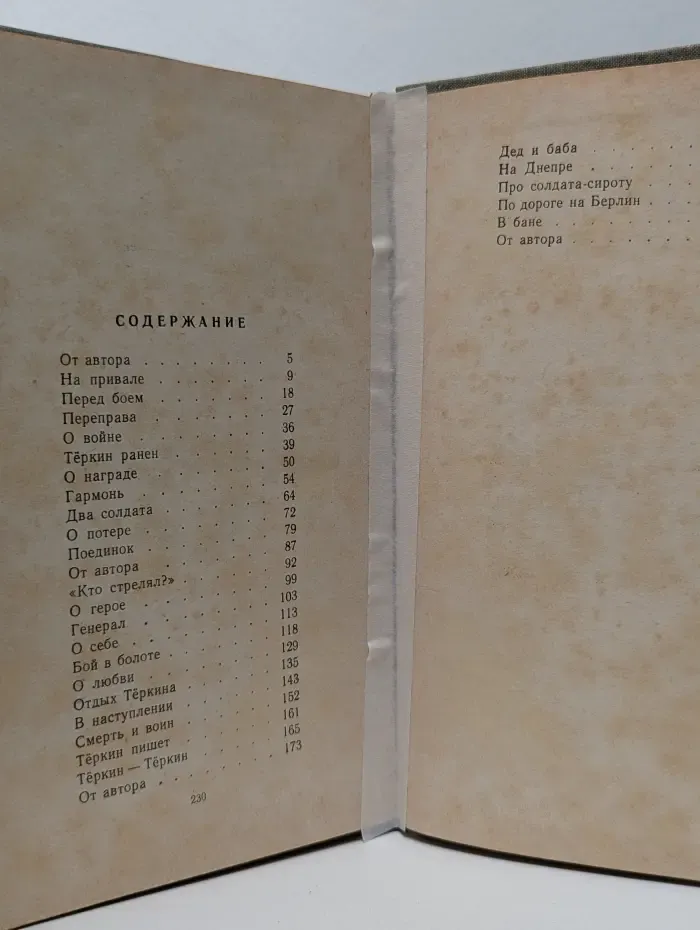 СОДЕРЖАНИЕ
От автора . . . . . . . 5
На привале . . . . . . 9
Перед боем . . . . . . 18
Переправа . . . . . . 27
О войне . . . . . . . 36
Тёркин ранен . . . . . 39
О награде . . . . . . 50
Гармонь . . . . . . . 54
Два солдата . . . . . 64
О потере . . . . . . . 72
Поединок . . . . . . . 79
От автора . . . . . . 87
«Кто стрелял?» . . . . 92
О герое . . . . . . . 99
Генерал . . . . . . . 103
О себе . . . . . . . 113
Бой в болоте . . . . . 118
О любви . . . . . . . 129
Отдых Тёркина . . . . 135
В наступлении . . . . 143
Смерть и воин . . . . 152
Тёркин пишет . . . . . 161
Тёркин — Тёркин . . . . 165
От автора . . . . . . 173
230
Дед и баба . . . . .
На Днепре . . . . .
Про солдата-сироту . . .
По дороге на Берлин . . .
В бане . . . . . . .
От автора . . . . . .